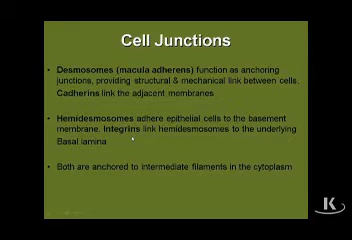 Cell Junctions
• Desmosomes (macula adherens) function as anchoring
junctions, providing structural & mechanical link between cells.
Cadherins link the adjacent membranes
• Hemidesmosomes adhere epithelial cells to the basement
membrane. Integrins link hemidesmosomes to the underlying
Basal lamina
• Both are anchored to intermediate filaments in the cytoplasm
K